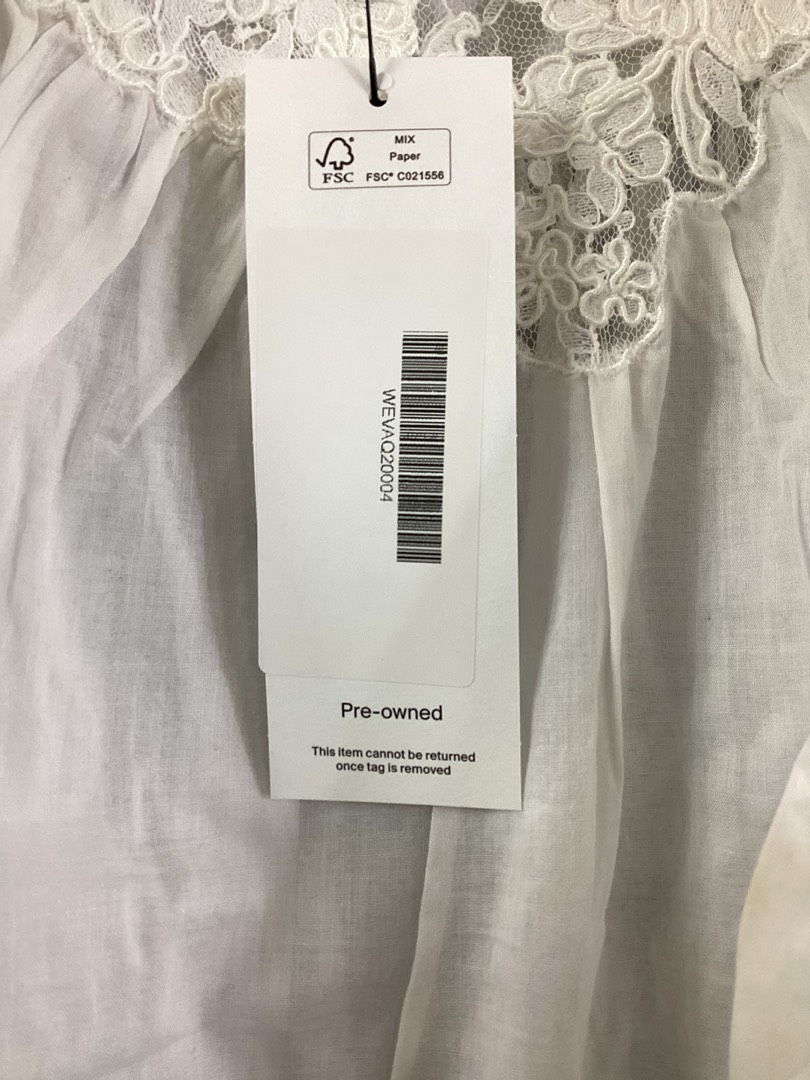 MIX
Paper
FSC® C021556
FSC
WEVAQ20004
Pre-owned
This item cannot be returned
once tag is removed